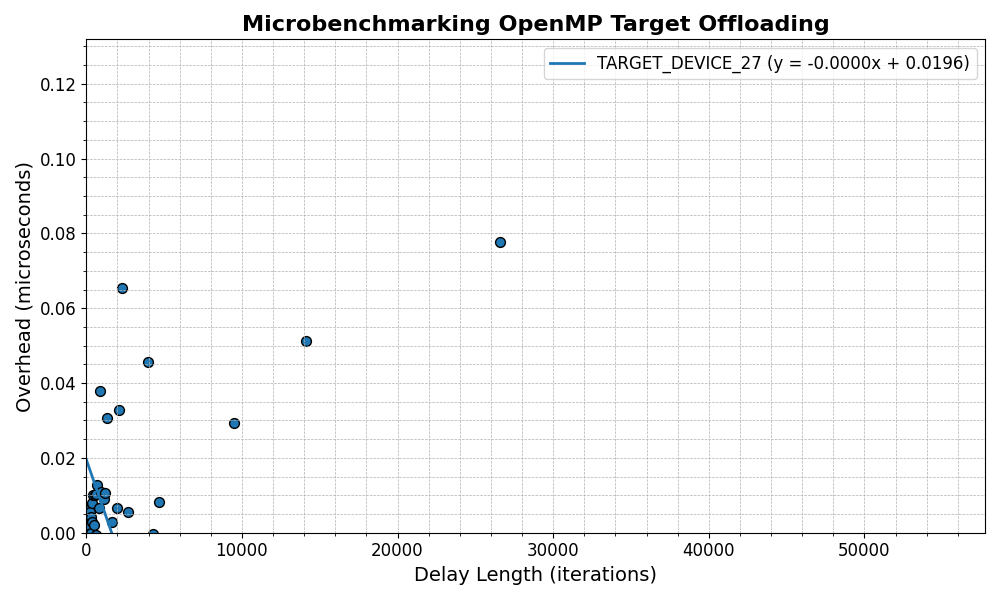 Microbenchmarking OpenMP Target Offloading
TARGET_DEVICE_27 (y = -0.0000x + 0.0196)
Overhead (microseconds)
0.12
0.10
0.08
0.06
0.04
0.02
0.00
0 10000 20000 30000 40000 50000
Delay Length (iterations)